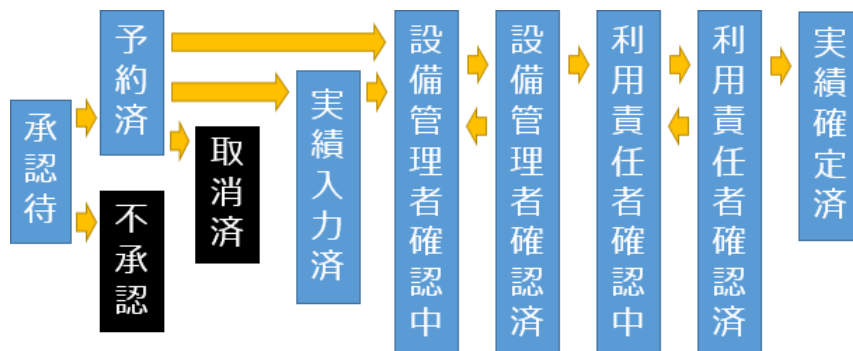 承認待
予約済
不承認
取消済
実績入力済
設備管理者確認中
設備管理者確認済
利用責任者確認中
利用責任者確認済
実績確定済